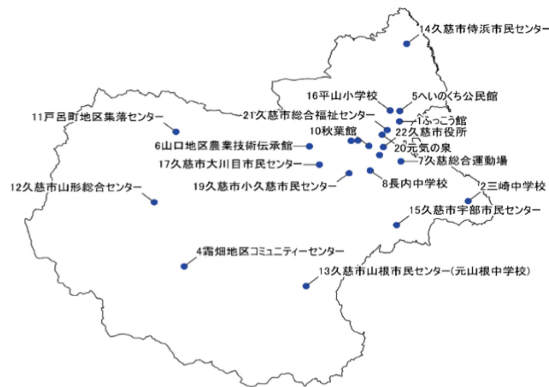 14久慈市侍浜市民センター
16平山小学校
5へいのくち公民館
11戸呂町地区集落センター
21久慈市総合福祉センター
1ふっこう館
10秋葉館
22久慈市役所
6山口地区農業技術伝承館
20元気の泉
17久慈市大川目市民センター
7久慈総合運動場
12久慈市山形総合センター
19久慈市小久慈市民センター
8長内中学校
2三崎中学校
15久慈市宇部市民センター
4霜畑地区コミュニティーセンター
13久慈市山根市民センター(元山根中学校)